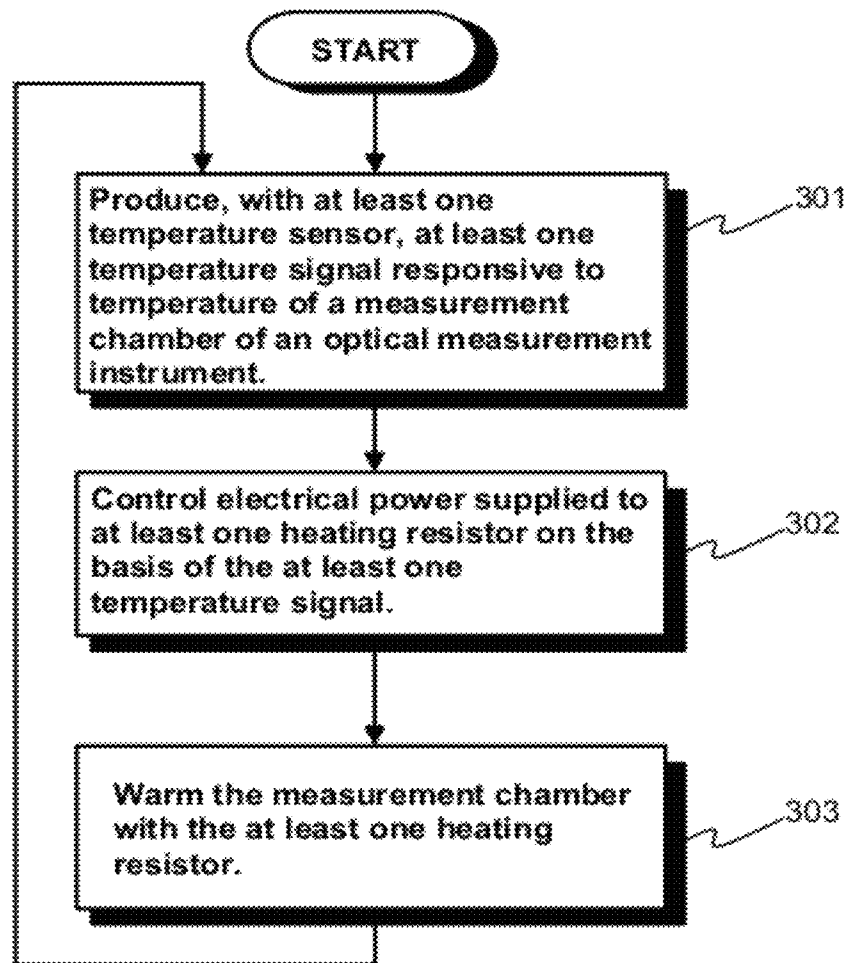 START
Produce, with at least one
temperature sensor, at least one
temperature signal responsive to
temperature of a measurement
chamber of an optical measurement
instrument.
301
Control electrical power supplied to
at least one heating resistor on the
basis of the at least one
temperature signal.
302
Warm the measurement chamber
with the at least one heating
resistor.
303